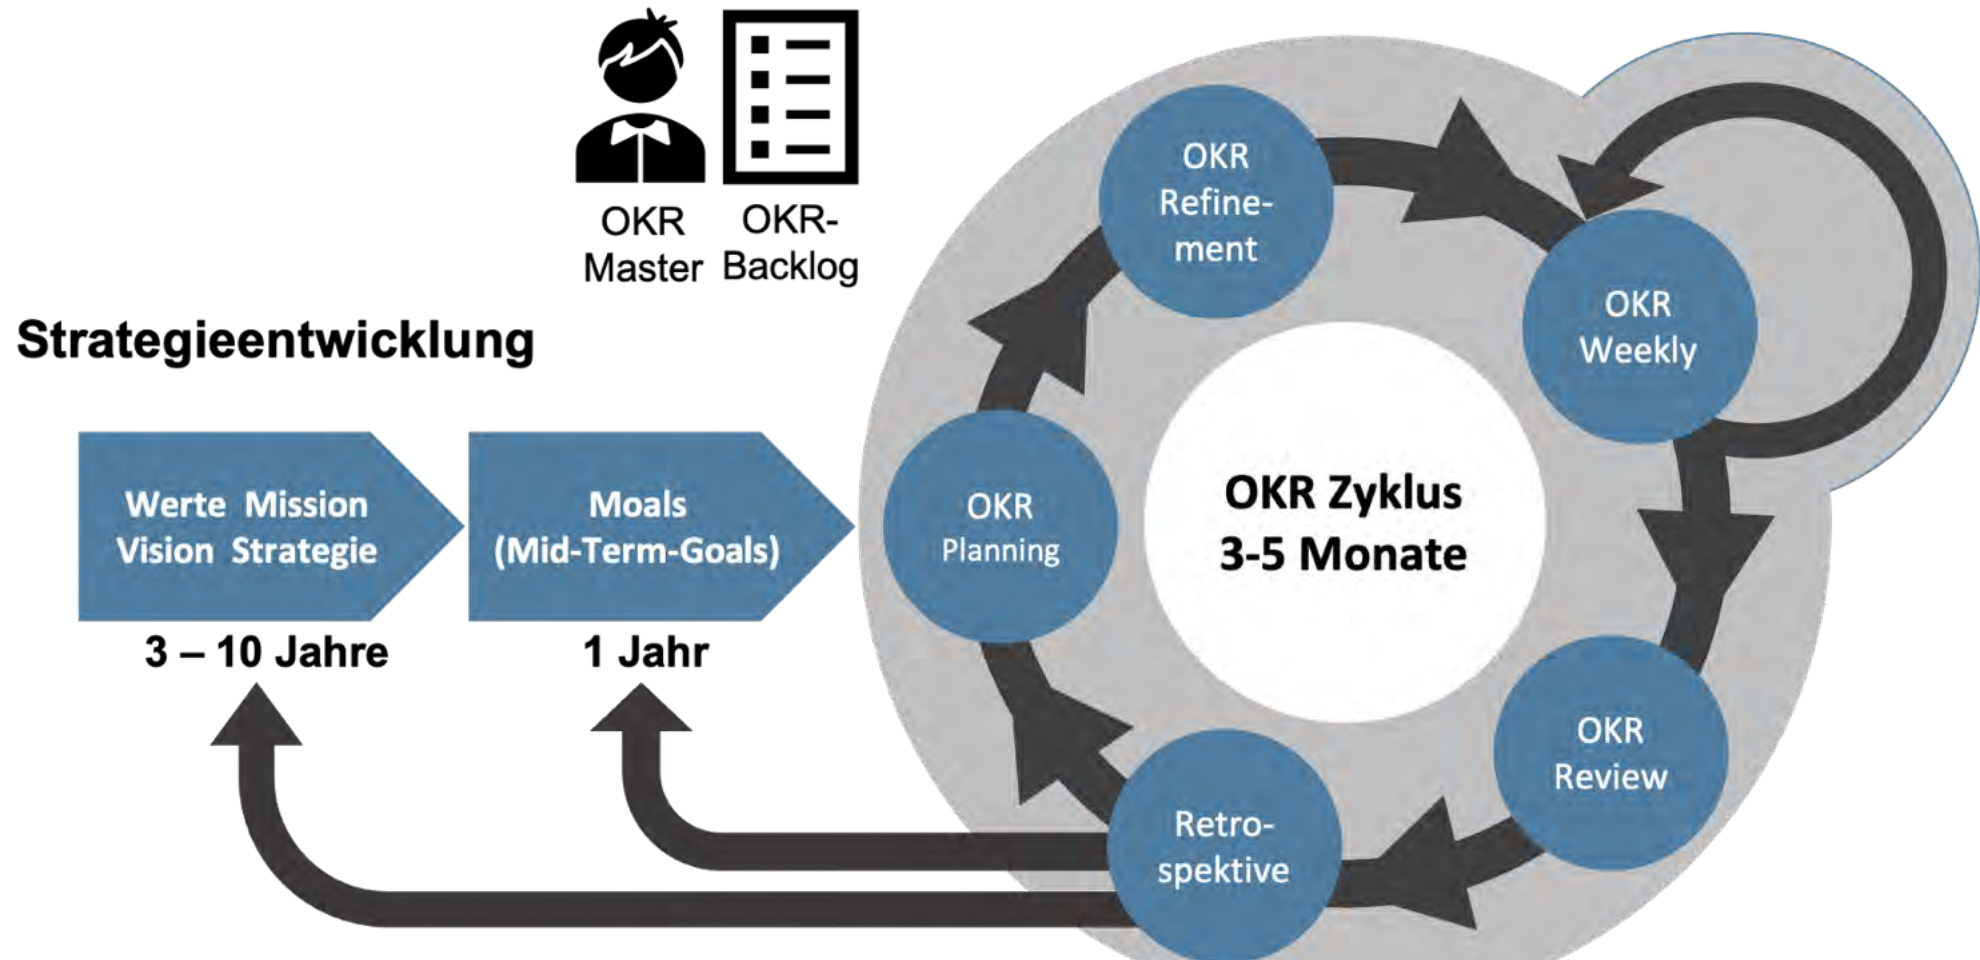 OKR
Master
OKR-
Backlog
Strategieentwicklung
Werte Mission
Vision Strategie
3 – 10 Jahre
Moals
(Mid-Term-Goals)
1 Jahr
OKR Zyklus
3-5 Monate
OKR
Planning
OKR
Refine-
ment
OKR
Weekly
OKR
Review
Retro-
spektive